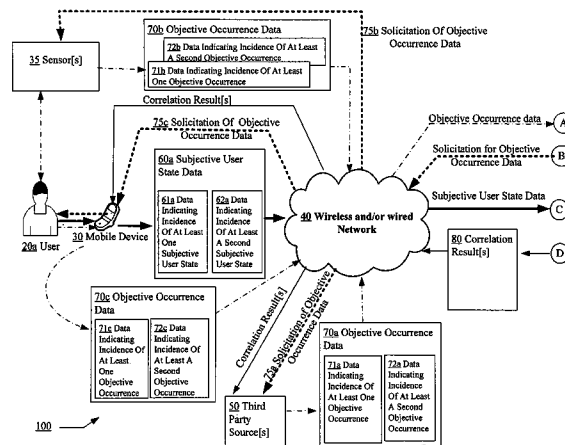 75b Solicitation Of Objective
Occurrence Data
70b Objective Occurrence Data
72b Data Indicating Incidence Of At Least
A Second Objective Occurrence
71b Data Indicating Incidence Of At Least
One Objective Occurrence
35 Sensor[s]
Correlation Result[s]
75c Solicitation Of Objective
Occurrence Data
Objective Occurrence data
A
Solicitation for Objective
Occurrence Data
B
60a Subjective User
State Data
61a Data
Indicating
Incidence
Of At Least
One
Subjective
User State
62a Data
Indicating
Incidence
Of At Least
A Second
Subjective
User State
40 Wireless and/or wired
Network
Subjective User State Data
C
20a User
30 Mobile Device
80 Correlation
Result[s]
D
70c Objective Occurrence
Data
71c Data
Indicating
Incidence Of
At Least
One
Objective
Occurrence
72c Data
Indicating
Incidence Of
At Least A
Second
Objective
Occurrence
Correlation Result[s]
75a Solicitation of Objective
Occurrence Data
70a Objective Occurrence
Data
71a Data
Indicating
Incidence Of
At Least One
Objective
Occurrence
72a Data
Indicating
Incidence Of
At Least A
Second
Objective
Occurrence
50 Third
Party
Source[s]
100